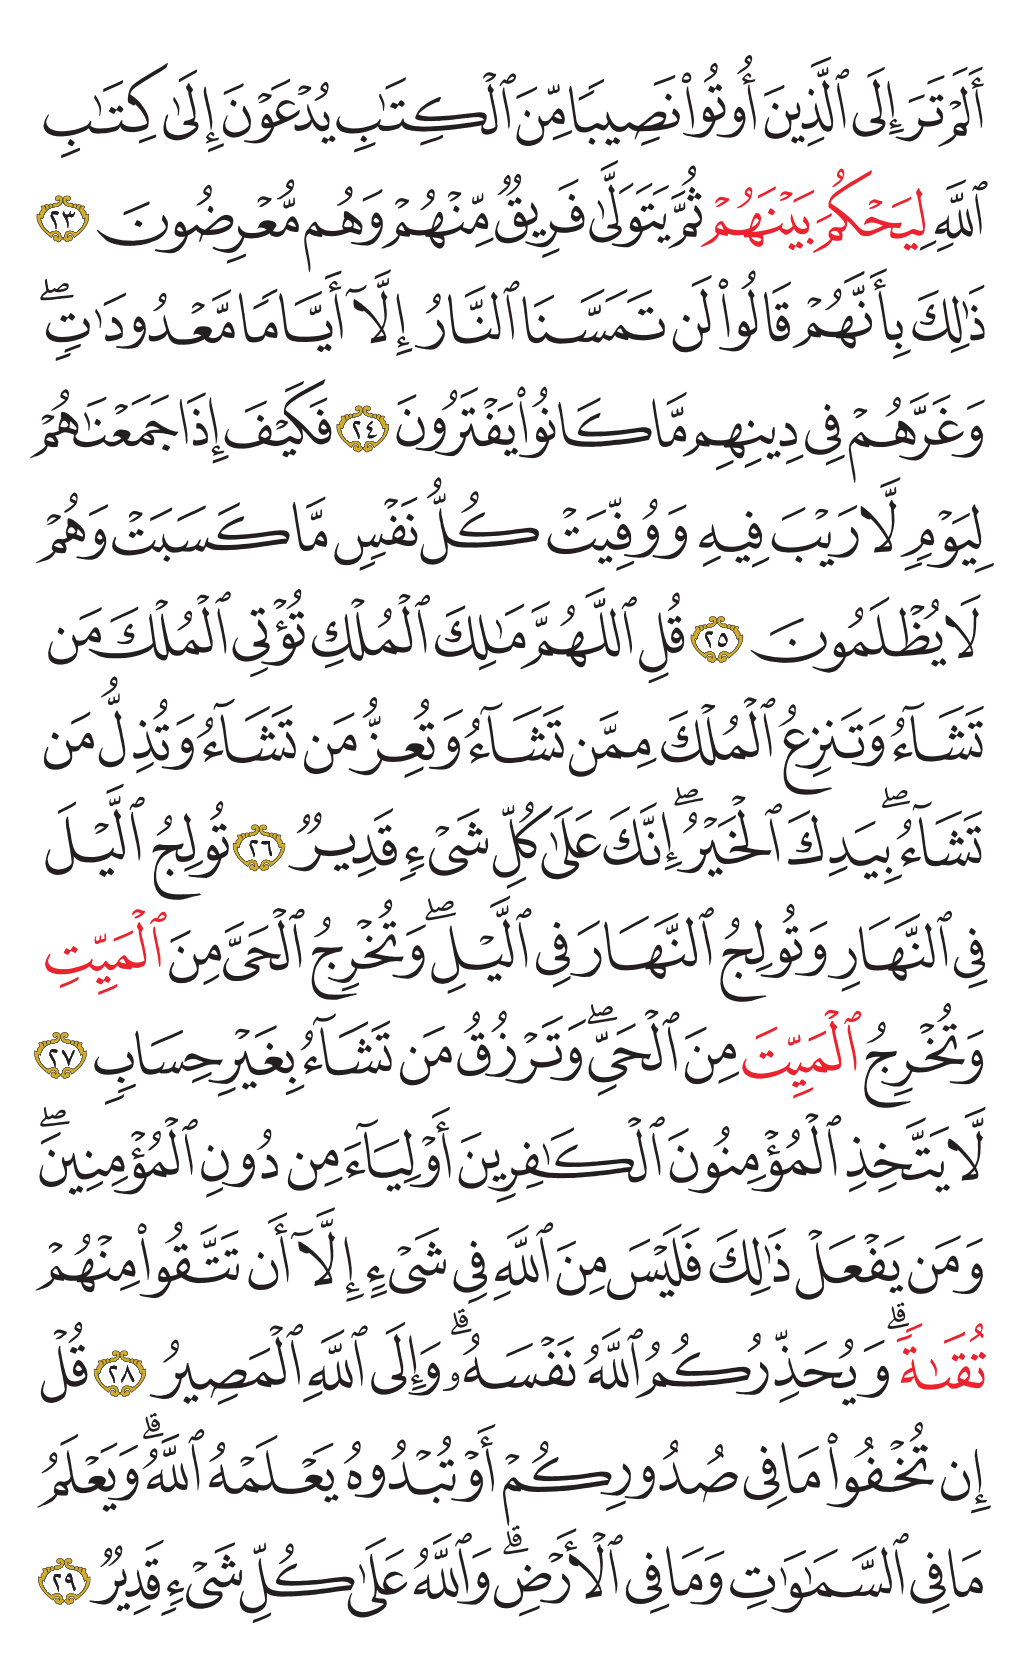 أَلَمْ تَرَ إِلَى ٱلَّذِينَ أُوتُوا۟ نَصِيبًا مِّنَ ٱلْكِتَٰبِ يُدْعَوْنَ إِلَىٰ كِتَٰبِ
ٱللَّهِ لِيَحْكُمَ بَيْنَهُمْ ثُمَّ يَتَوَلَّىٰ فَرِيقٌ مِّنْهُمْ وَهُم مُّعْرِضُونَ ٢٣
ذَٰلِكَ بِأَنَّهُمْ قَالُوا۟ لَن تَمَسَّنَا ٱلنَّارُ إِلَّآ أَيَّامًا مَّعْدُودَٰتٍۖ
وَغَرَّهُمْ فِى دِينِهِم مَّا كَانُوا۟ يَفْتَرُونَ ٢٤ فَكَيْفَ إِذَا جَمَعْنَٰهُمْ
لِيَوْمٍ لَّا رَيْبَ فِيهِ وَوُفِّيَتْ كُلُّ نَفْسٍ مَّا كَسَبَتْ وَهُمْ
لَا يُظْلَمُونَ ٢٥ قُلِ ٱللَّهُمَّ مَٰلِكَ ٱلْمُلْكِ تُؤْتِى ٱلْمُلْكَ مَن
تَشَآءُ وَتَنزِعُ ٱلْمُلْكَ مِمَّن تَشَآءُ وَتُعِزُّ مَن تَشَآءُ وَتُذِلُّ مَن
تَشَآءُۖ بِيَدِكَ ٱلْخَيْرُۖ إِنَّكَ عَلَىٰ كُلِّ شَىْءٍ قَدِيرٌ ٢٦ تُولِجُ ٱلَّيْلَ
فِى ٱلنَّهَارِ وَتُولِجُ ٱلنَّهَارَ فِى ٱلَّيْلِۖ وَتُخْرِجُ ٱلْحَىَّ مِنَ ٱلْمَيِّتِ
وَتُخْرِجُ ٱلْمَيِّتَ مِنَ ٱلْحَىِّۖ وَتَرْزُقُ مَن تَشَآءُ بِغَيْرِ حِسَابٍ ٢٧
لَّا يَتَّخِذِ ٱلْمُؤْمِنُونَ ٱلْكَٰفِرِينَ أَوْلِيَآءَ مِن دُونِ ٱلْمُؤْمِنِينَۖ
وَمَن يَفْعَلْ ذَٰلِكَ فَلَيْسَ مِنَ ٱللَّهِ فِى شَىْءٍ إِلَّآ أَن تَتَّقُوا۟ مِنْهُمْ
تُقَىٰةًۗ وَيُحَذِّرُكُمُ ٱللَّهُ نَفْسَهُۥۗ وَإِلَى ٱللَّهِ ٱلْمَصِيرُ ٢٨ قُلْ
إِن تُخْفُوا۟ مَا فِى صُدُورِكُمْ أَوْ تُبْدُوهُ يَعْلَمْهُ ٱللَّهُۗ وَيَعْلَمُ
مَا فِى ٱلسَّمَٰوَٰتِ وَمَا فِى ٱلْأَرْضِۗ وَٱللَّهُ عَلَىٰ كُلِّ شَىْءٍ قَدِيرٌ ٢٩